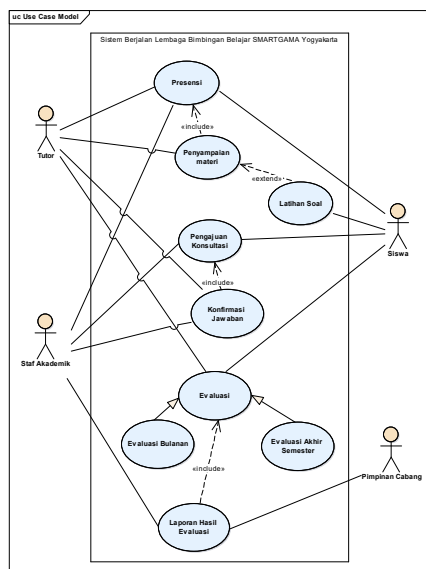 uc Use Case Model
Sistem Berjalan Lembaga Bimbingan Belajar SMARTGAMA Yogyakarta
Presensi
Tutor
«include»
Penyampaian
materi
«extend»
Latihan Soal
Siswa
Pengajuan
Konsultasi
«include»
Konfirmasi
Jawaban
Staf Akademik
Evaluasi
Evaluasi Bulanan
Evaluasi Akhir
Semester
«include»
Pimpinan Cabang
Laporan Hasil
Evaluasi